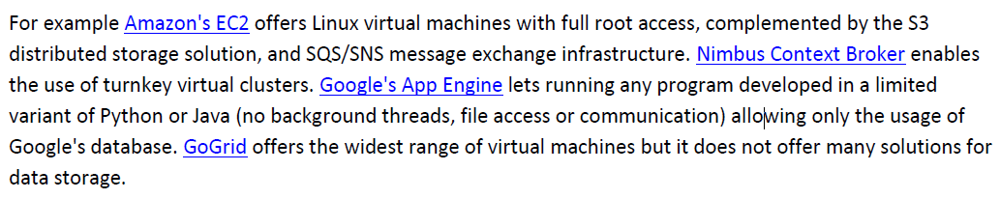 For example Amazon's EC2 offers Linux virtual machines with full root access, complemented by the S3
distributed storage solution, and SQS/SNS message exchange infrastructure. Nimbus Context Broker enables
the use of turnkey virtual clusters. Google's App Engine lets running any program developed in a limited
variant of Python or Java (no background threads, file access or communication) allowing only the usage of
Google's database. GoGrid offers the widest range of virtual machines but it does not offer many solutions for
data storage.